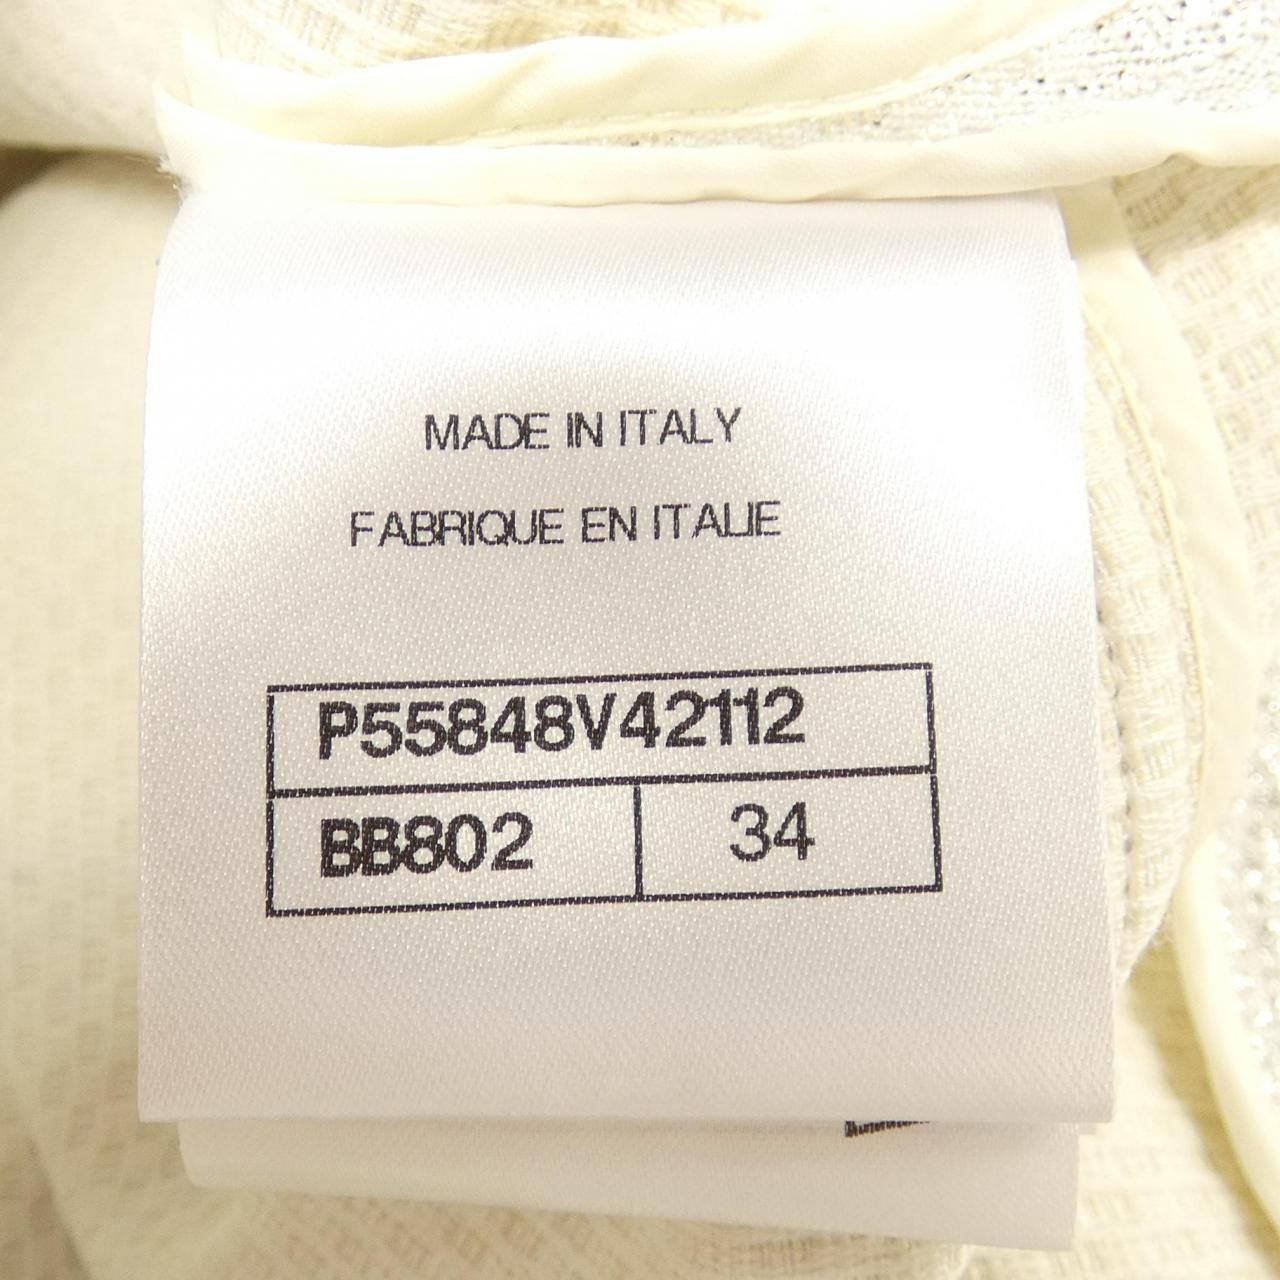 MADE IN ITALY
FABRIQUE EN ITALIE
P55848V42112
BB802 34